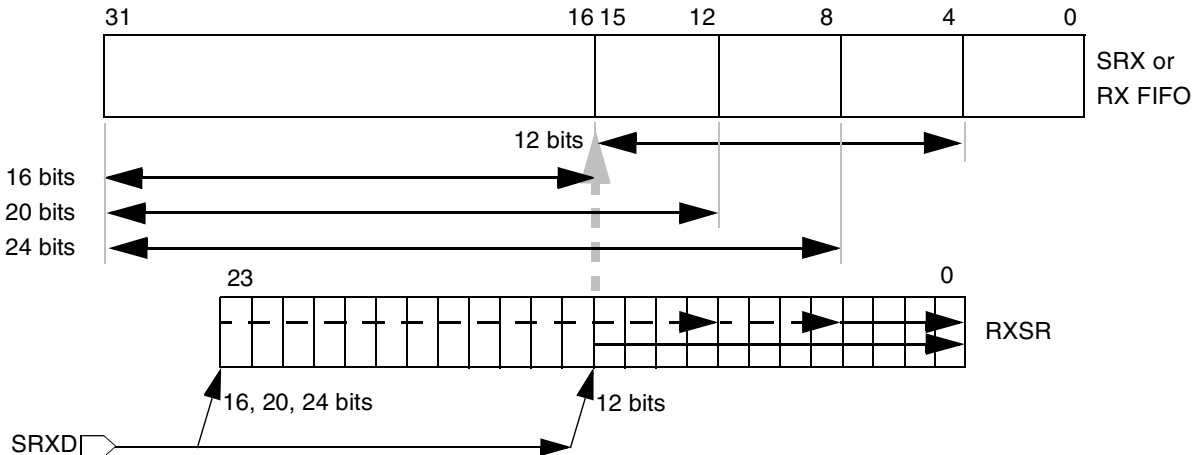 31 16 15 12 8 4 0
SRX or
RX FIFO
12 bits
16 bits
20 bits
24 bits
23 0
RXSR
16, 20, 24 bits
12 bits
SRXD